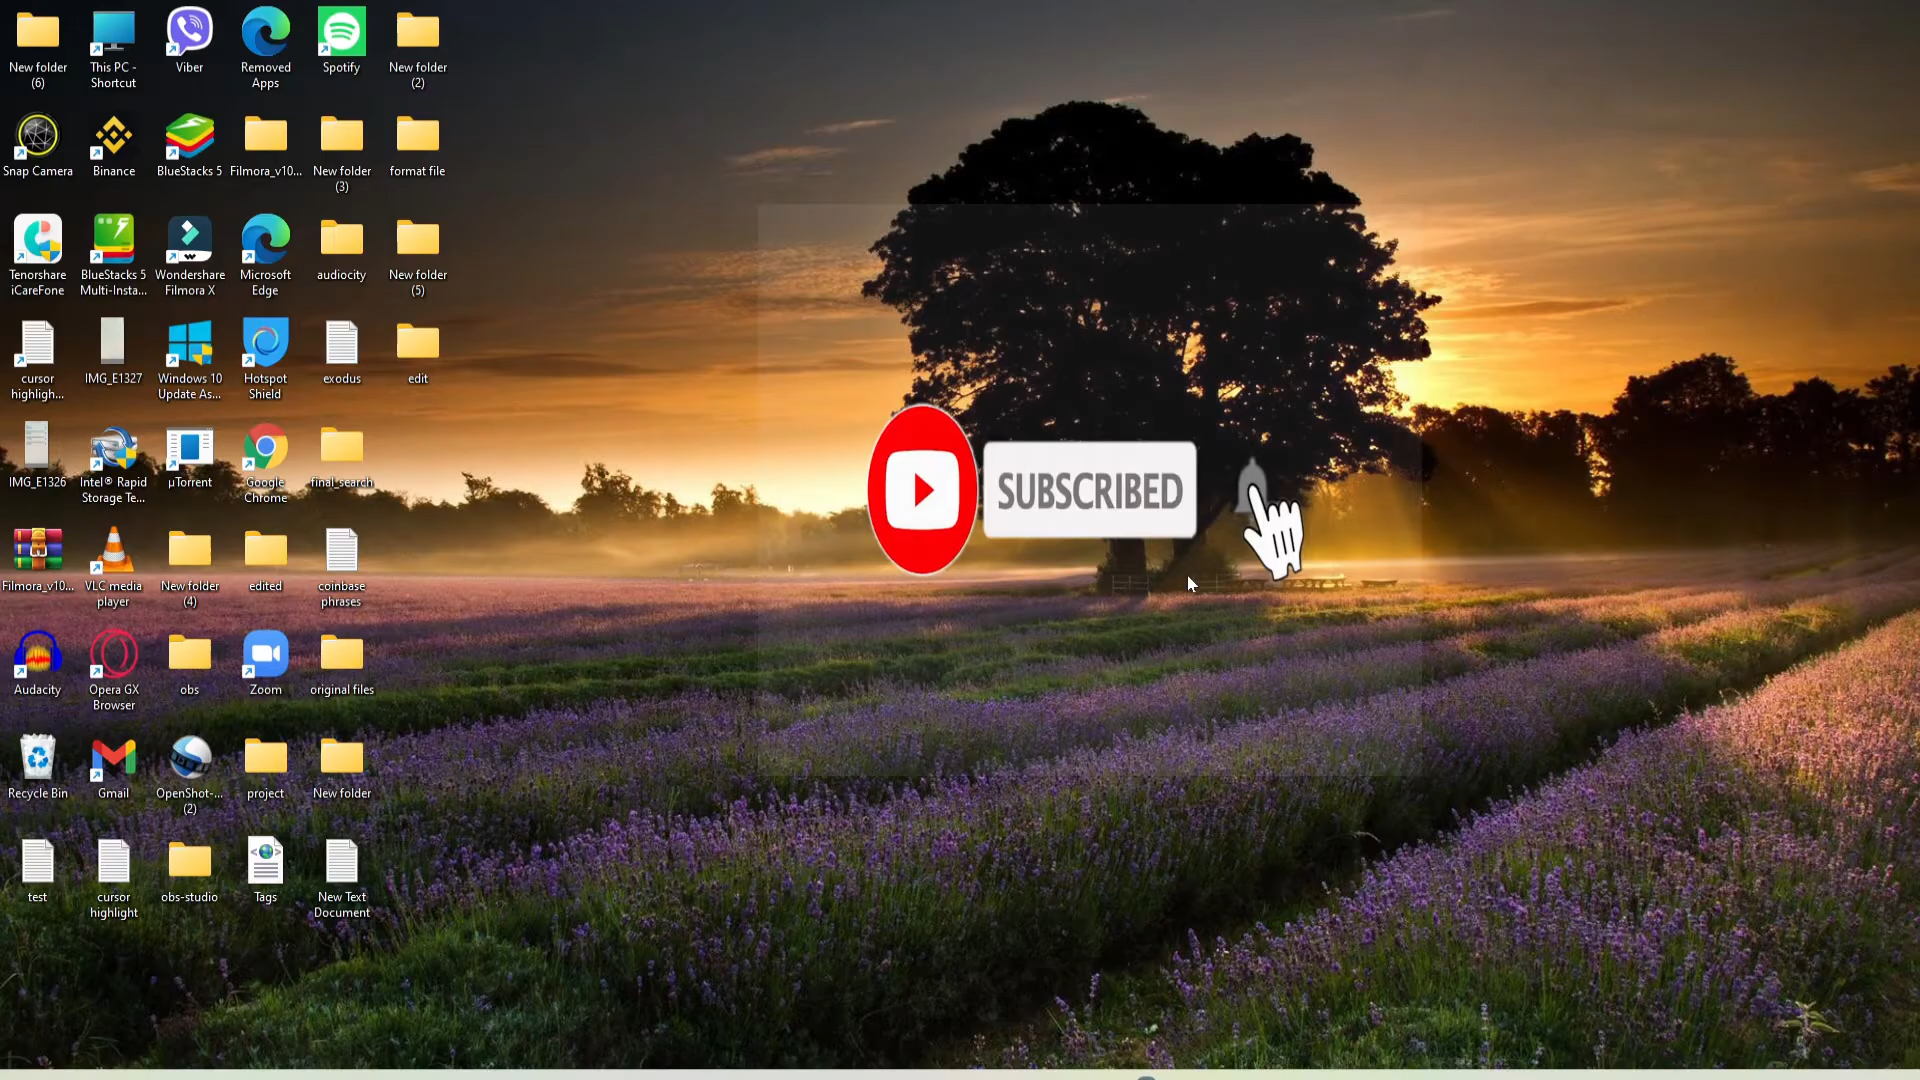 New folder
(6)
This PC -
Shortcut
Viber
Removed
Apps
Spotify
New folder
(2)
Snap Camera
Binance
BlueStacks 5
Filmora_v10...
New folder
(3)
format file
Tenorshare
iCareFone
BlueStacks 5
Multi-Insta...
Wondershare
Filmora X
Microsoft
Edge
audiocity
New folder
(5)
cursor
highligh...
IMG_E1327
Windows 10
Update As...
Hotspot
Shield
exodus
edit
IMG_E1326
Intel® Rapid
Storage Te...
µTorrent
Google
Chrome
final_search
SUBSCRIBED
Filmora_v10...
VLC media
player
New folder
(4)
edited
coinbase
phrases
Audacity
Opera GX
Browser
obs
Zoom
original files
Recycle Bin
Gmail
OpenShot-...
(2)
project
New folder
test
cursor
highlight
obs-studio
Tags
New Text
Document